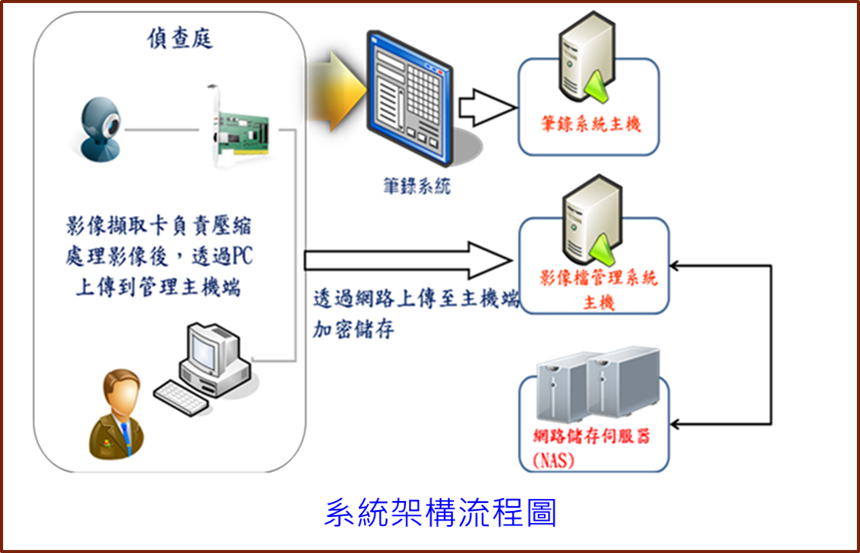 偵查庭
影像擷取卡負責壓縮
處理影像後，透過PC
上傳到管理主機端
筆錄系統
筆錄系統主機
透過網路上傳至主機端
加密儲存
影像檔管理系統
主機
網路儲存伺服器
(NAS)
系統架構流程圖